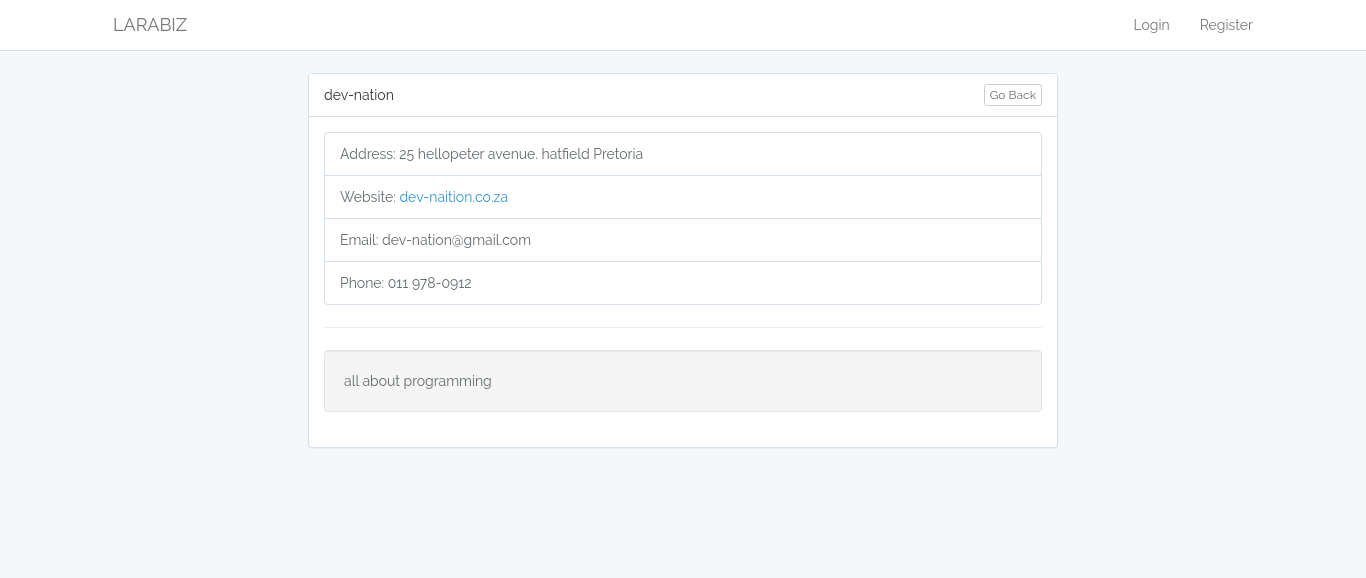 LARABIZ Login Register
dev-nation Go Back
Address: 25 hellopeter avenue. hatfield Pretoria
Website: dev-naition.co.za
Email: dev-nation@gmail.com
Phone: 011 978-0912
all about programming